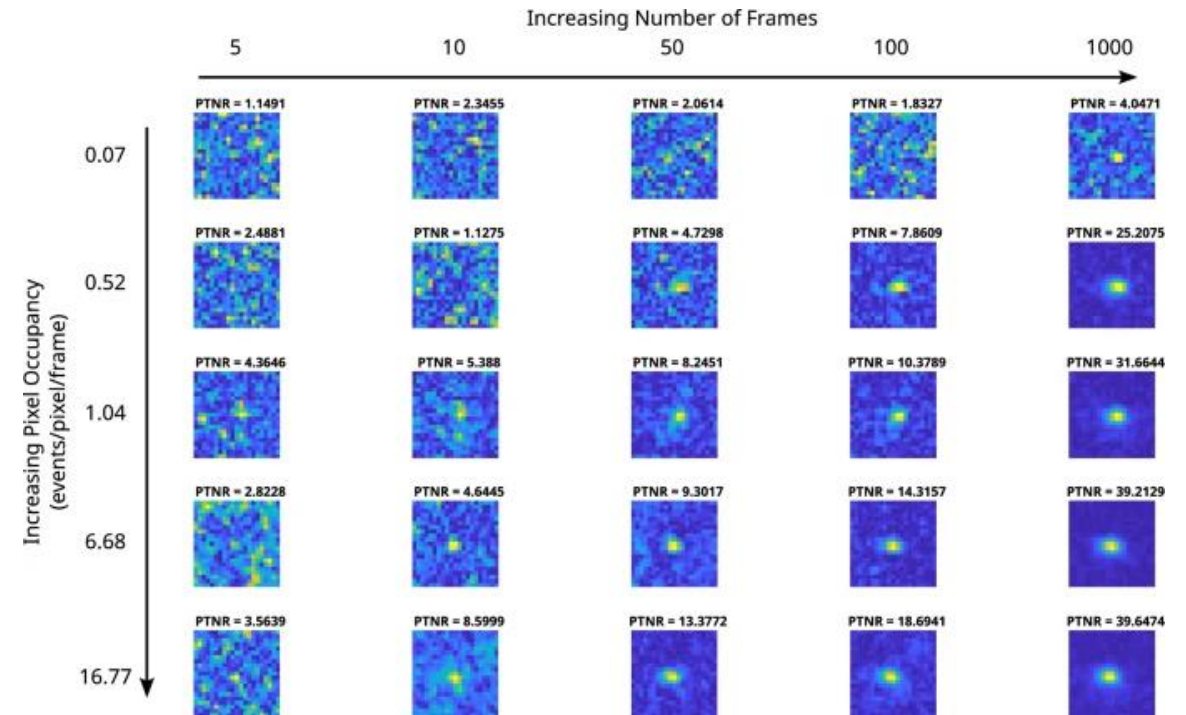 Increasing Number of Frames
5 10 50 100 1000
PTNR = 1.1491 PTNR = 2.3455 PTNR = 2.0614 PTNR = 1.8327 PTNR = 4.0471
0.07
PTNR = 2.4881 PTNR = 1.1275 PTNR = 4.7298 PTNR = 7.8609 PTNR = 25.2075
0.52
PTNR = 4.3646 PTNR = 5.388 PTNR = 8.2451 PTNR = 10.3789 PTNR = 31.6644
1.04
PTNR = 2.8228 PTNR = 4.6445 PTNR = 9.3017 PTNR = 14.3157 PTNR = 39.2129
6.68
PTNR = 3.5639 PTNR = 8.5999 PTNR = 13.3772 PTNR = 18.6941 PTNR = 39.6474
16.77
Increasing Pixel Occupancy
(events/pixel/frame)